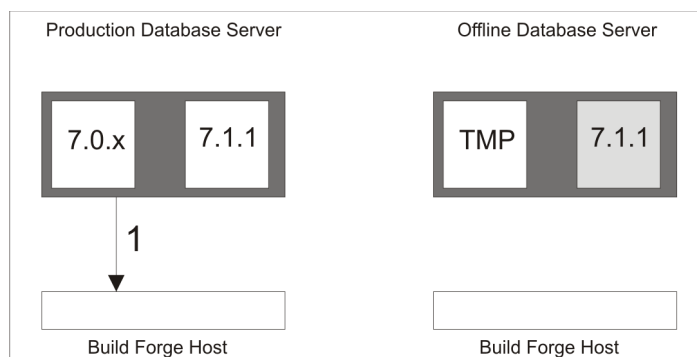 Production Database Server
Offline Database Server
7.0.x
7.1.1
TMP
7.1.1
1
Build Forge Host
Build Forge Host